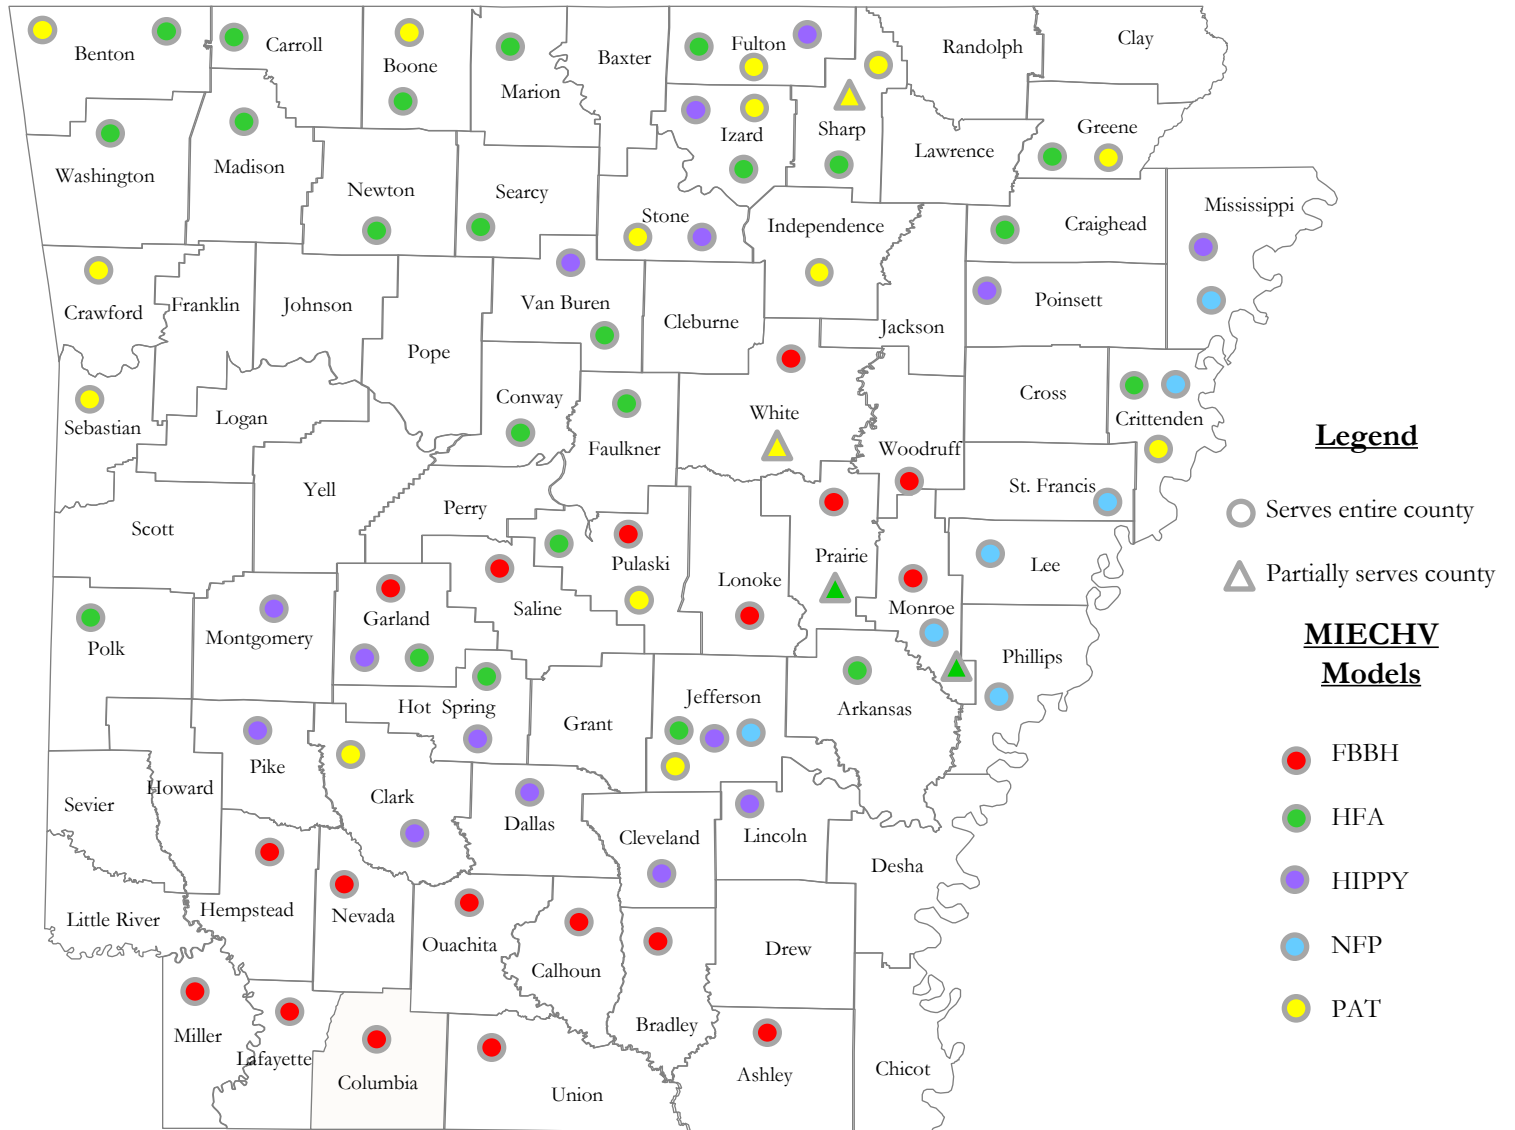 Benton
Carroll
Boone
Marion
Baxter
Fulton
Randolph
Clay
Washington
Madison
Newton
Searcy
Izard
Sharp
Lawrence
Greene
Stone
Independence
Craighead
Mississippi
Crawford
Franklin
Johnson
Pope
Van Buren
Cleburne
Jackson
Poinsett
Sebastian
Logan
Conway
Faulkner
White
Woodruff
Cross
Crittenden
Scott
Yell
Perry
Pulaski
Lonoke
Prairie
St. Francis
Lee
Polk
Montgomery
Garland
Saline
Monroe
Phillips
Hot Spring
Grant
Jefferson
Arkansas
Sevier
Howard
Pike
Clark
Dallas
Cleveland
Lincoln
Desha
Little River
Hempstead
Nevada
Ouachita
Calhoun
Bradley
Drew
Miller
Lafayette
Columbia
Union
Ashley
Chicot
Legend
Serves entire county
Partially serves county
MIECHV
Models
FBBH
HFA
HIPPY
NFP
PAT